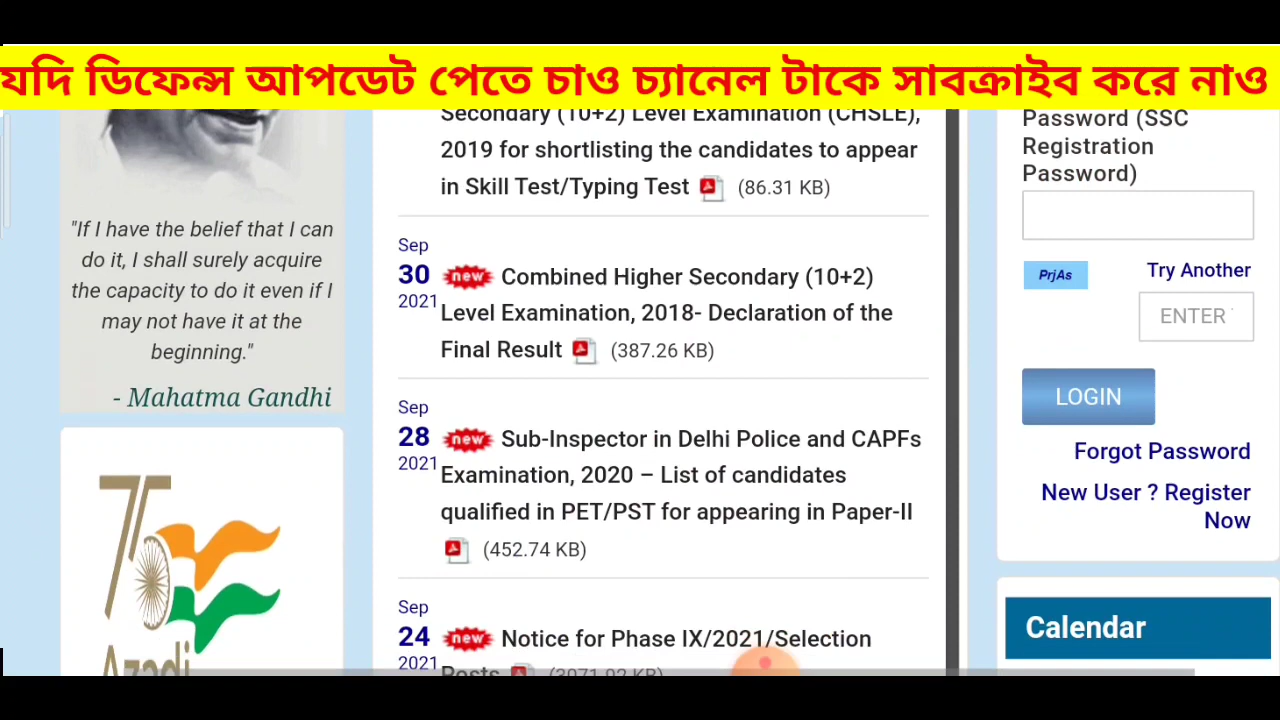 যদি ডিফেন্স আপডেট পেতে চাও চ্যানেল টাকে সাবক্রাইব করে নাও
"If I have the belief that I can
do it, I shall surely acquire
the capacity to do it even if I
may not have it at the
beginning."
- Mahatma Gandhi
75
Azadi
Secondary (10+2) Level Examination (CHSLE),
2019 for shortlisting the candidates to appear
in Skill Test/Typing Test (86.31 KB)
Sep
30
2021
new Combined Higher Secondary (10+2)
Level Examination, 2018- Declaration of the
Final Result (387.26 KB)
Sep
28
2021
new Sub-Inspector in Delhi Police and CAPFs
Examination, 2020 – List of candidates
qualified in PET/PST for appearing in Paper-II
(452.74 KB)
Sep
24
2021
new Notice for Phase IX/2021/Selection
Posts (3971.92 KB)
Password (SSC
Registration
Password)
PrjAs
Try Another
ENTER
LOGIN
Forgot Password
New User ? Register
Now
Calendar